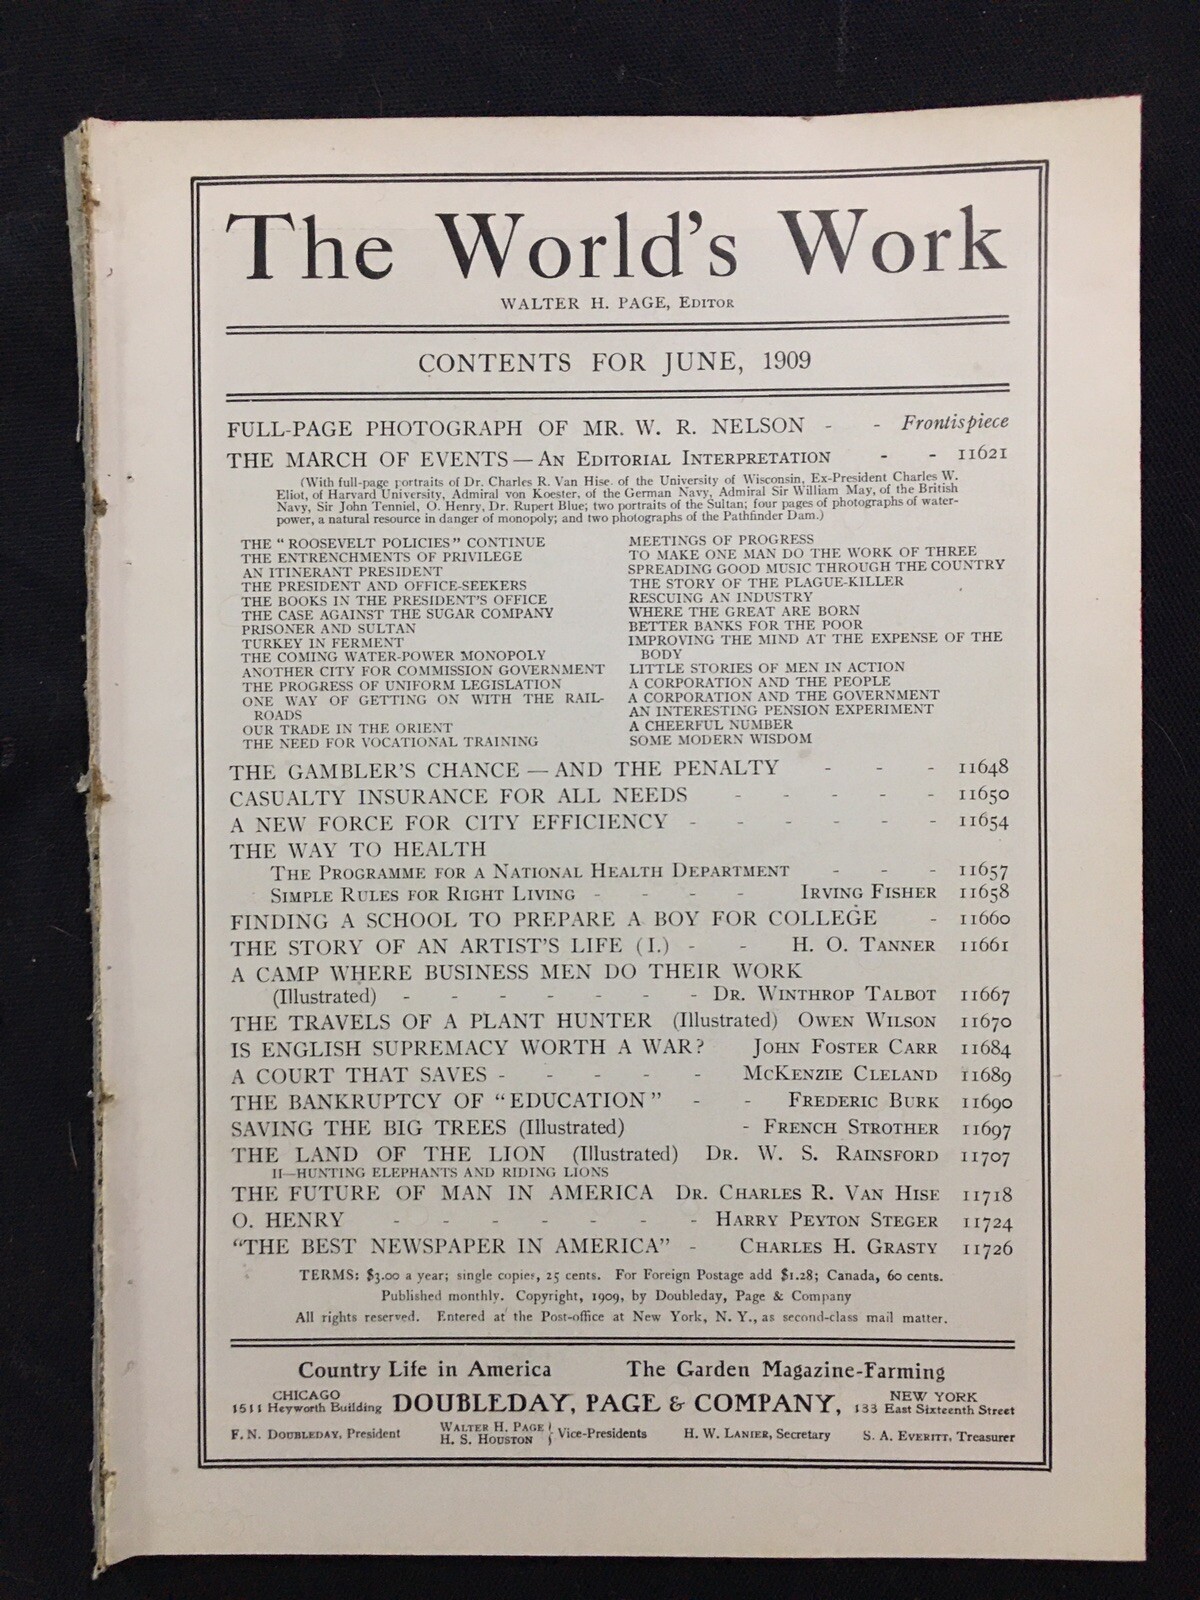 The World's Work
WALTER H. PAGE, EDITOR
CONTENTS FOR JUNE, 1909
FULL-PAGE PHOTOGRAPH OF MR. W. R. NELSON - - Frontispiece
THE MARCH OF EVENTS — AN EDITORIAL INTERPRETATION - - 11621
(With full-page portraits of Dr. Charles R. Van Hise, of the University of Wisconsin, Ex-President Charles W.
Eliot, of Harvard University, Admiral von Koester, of the German Navy, Admiral Sir William May, of the British
Navy, Sir John Tenniel, O. Henry, Dr. Rupert Blue; two portraits of the Sultan; four pages of photographs of water-
power, a natural resource in danger of monopoly; and two photographs of the Pathfinder Dam.)
THE "ROOSEVELT POLICIES" CONTINUE
THE ENTRENCHMENTS OF PRIVILEGE
AN ITINERANT PRESIDENT
THE PRESIDENT AND OFFICE-SEEKERS
THE BOOKS IN THE PRESIDENT'S OFFICE
THE CASE AGAINST THE SUGAR COMPANY
PRISONER AND SULTAN
TURKEY IN FERMENT
THE COMING WATER-POWER MONOPOLY
ANOTHER CITY FOR COMMISSION GOVERNMENT
THE PROGRESS OF UNIFORM LEGISLATION
ONE WAY OF GETTING ON WITH THE RAIL-
ROADS
OUR TRADE IN THE ORIENT
THE NEED FOR VOCATIONAL TRAINING
MEETINGS OF PROGRESS
TO MAKE ONE MAN DO THE WORK OF THREE
SPREADING GOOD MUSIC THROUGH THE COUNTRY
THE STORY OF THE PLAGUE-KILLER
RESCUING AN INDUSTRY
WHERE THE GREAT ARE BORN
BETTER BANKS FOR THE POOR
IMPROVING THE MIND AT THE EXPENSE OF THE
BODY
LITTLE STORIES OF MEN IN ACTION
A CORPORATION AND THE PEOPLE
A CORPORATION AND THE GOVERNMENT
AN INTERESTING PENSION EXPERIMENT
A CHEERFUL NUMBER
SOME MODERN WISDOM
THE GAMBLER'S CHANCE — AND THE PENALTY - - - 11648
CASUALTY INSURANCE FOR ALL NEEDS - - - - - 11650
A NEW FORCE FOR CITY EFFICIENCY - - - - - - 11654
THE WAY TO HEALTH
THE PROGRAMME FOR A NATIONAL HEALTH DEPARTMENT - - - 11657
SIMPLE RULES FOR RIGHT LIVING - - - - IRVING FISHER 11658
FINDING A SCHOOL TO PREPARE A BOY FOR COLLEGE - 11660
THE STORY OF AN ARTIST'S LIFE (I.) - - H. O. TANNER 11661
A CAMP WHERE BUSINESS MEN DO THEIR WORK
(Illustrated) - - - - - - - DR. WINTHROP TALBOT 11667
THE TRAVELS OF A PLANT HUNTER (Illustrated) OWEN WILSON 11670
IS ENGLISH SUPREMACY WORTH A WAR? JOHN FOSTER CARR 11684
A COURT THAT SAVES - - - - - MCKENZIE CLELAND 11689
THE BANKRUPTCY OF "EDUCATION" - - FREDERIC BURK 11690
SAVING THE BIG TREES (Illustrated) - FRENCH STROTHER 11697
THE LAND OF THE LION (Illustrated) DR. W. S. RAINSFORD 11707
II—HUNTING ELEPHANTS AND RIDING LIONS
THE FUTURE OF MAN IN AMERICA DR. CHARLES R. VAN HISE 11718
O. HENRY - - - - - - - HARRY PEYTON STEGER 11724
"THE BEST NEWSPAPER IN AMERICA" - CHARLES H. GRASTY 11726
TERMS: $3.00 a year; single copies, 25 cents. For Foreign Postage add $1.28; Canada, 60 cents.
Published monthly. Copyright, 1909, by Doubleday, Page & Company
All rights reserved. Entered at the Post-office at New York, N. Y., as second-class mail matter.
Country Life in America The Garden Magazine-Farming
CHICAGO
1511 Heyworth Building
DOUBLEDAY, PAGE & COMPANY,
NEW YORK
133 East Sixteenth Street
F. N. DOUBLEDAY, President
WALTER H. PAGE
H. S. HOUSTON
} Vice-Presidents
H. W. LANIER, Secretary
S. A. EVERITT, Treasurer